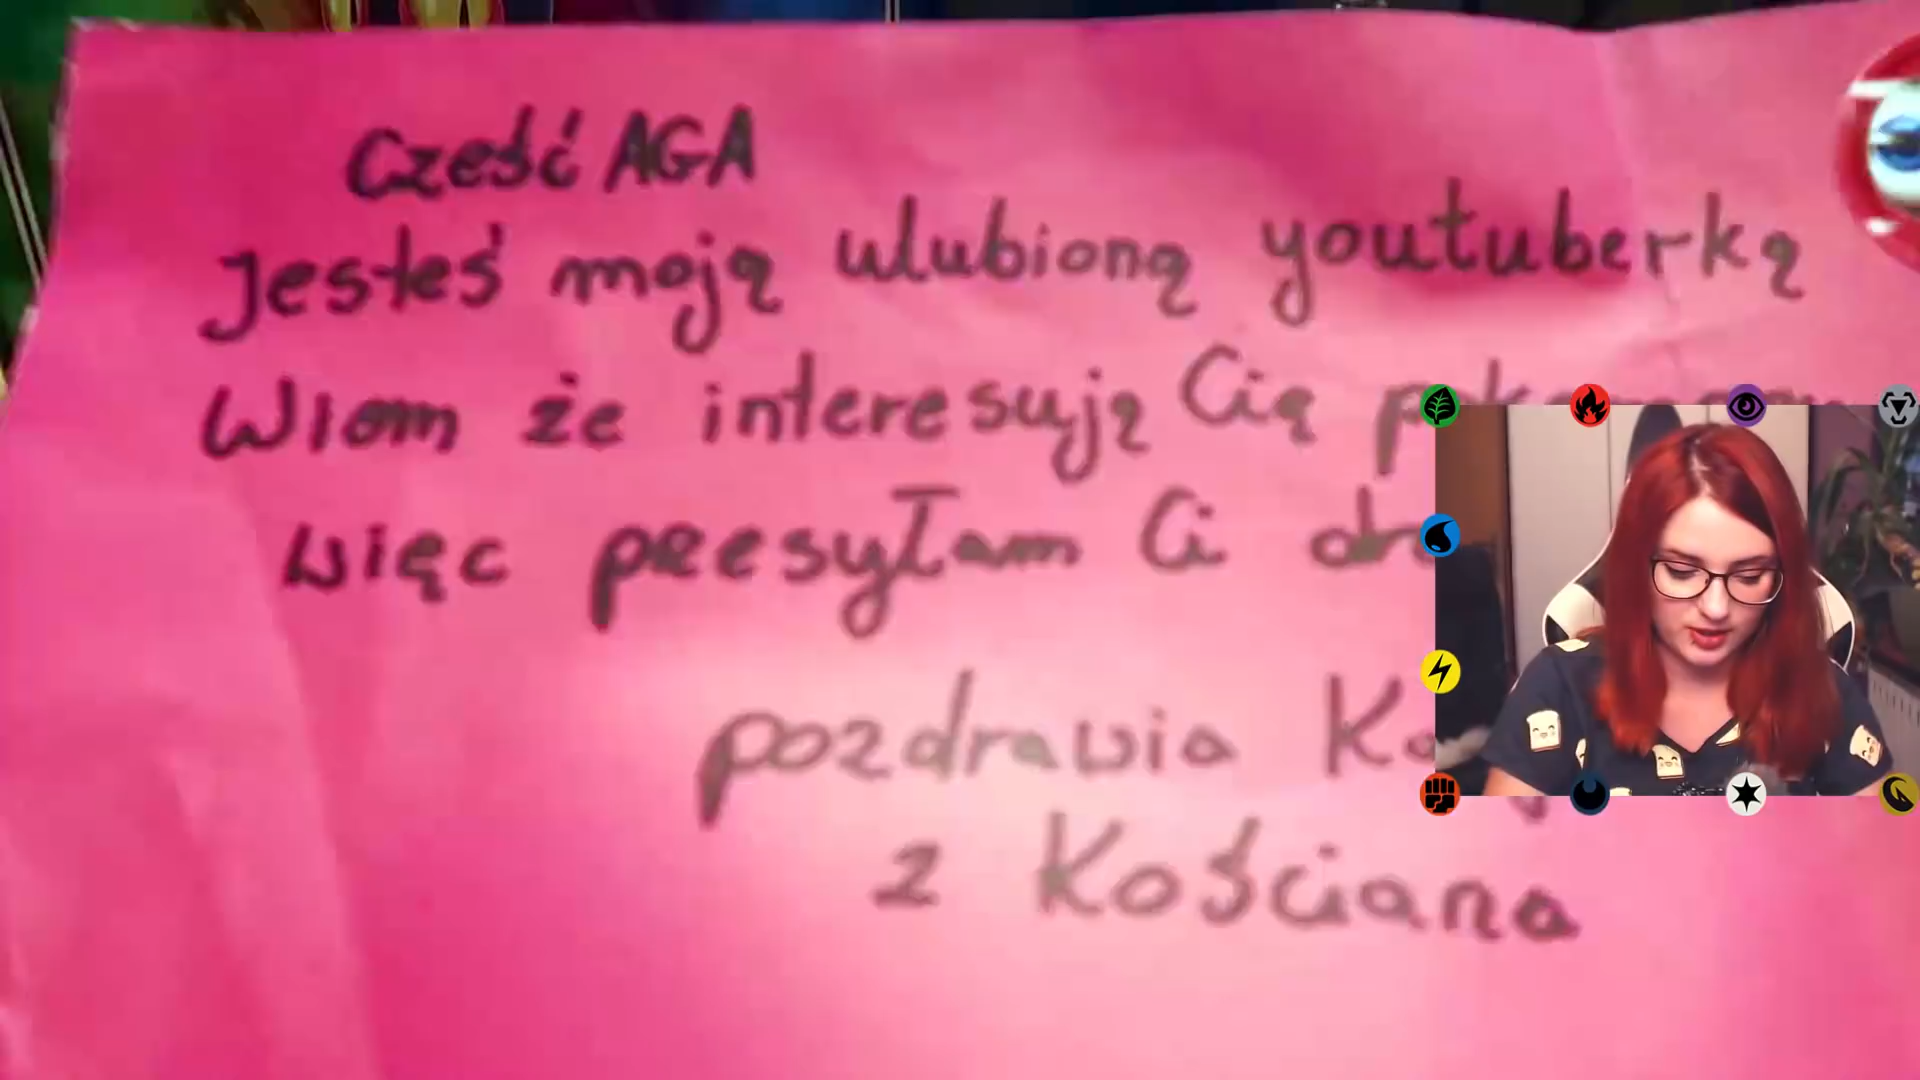 Cześć AGA
Jesteś moją ulubioną youtuberką
Wiem że interesują Cię
więc przesyłam Ci
pozdrawia
z Kościana